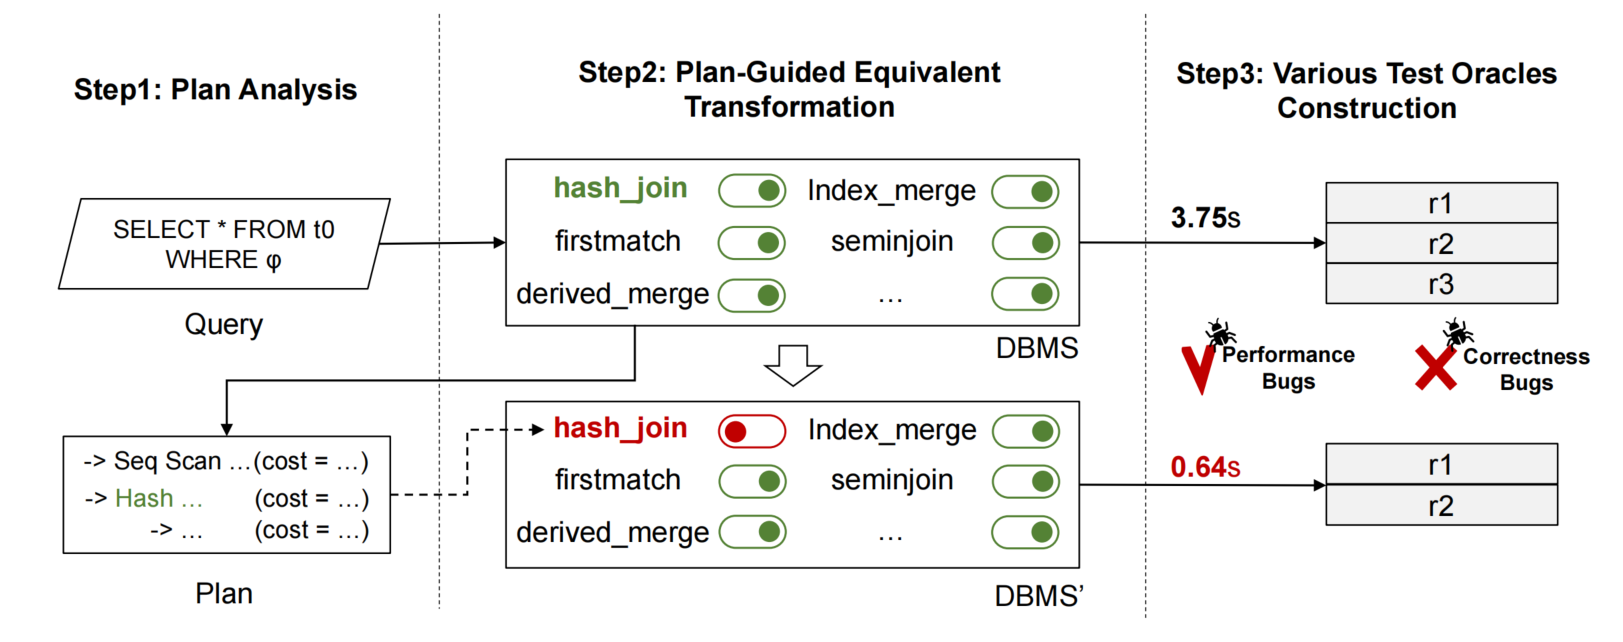 Step1: Plan Analysis
SELECT * FROM t0
WHERE φ
Query
-> Seq Scan ...(cost = ...)
-> Hash ... (cost = ...)
-> ... (cost = ...)
Plan
Step2: Plan-Guided Equivalent
Transformation
hash_join Index_merge
firstmatch seminjoin
derived_merge ...
DBMS
hash_join Index_merge
firstmatch seminjoin
derived_merge ...
DBMS’
Step3: Various Test Oracles
Construction
3.75s
r1
r2
r3
Performance
Bugs
Correctness
Bugs
0.64s
r1
r2